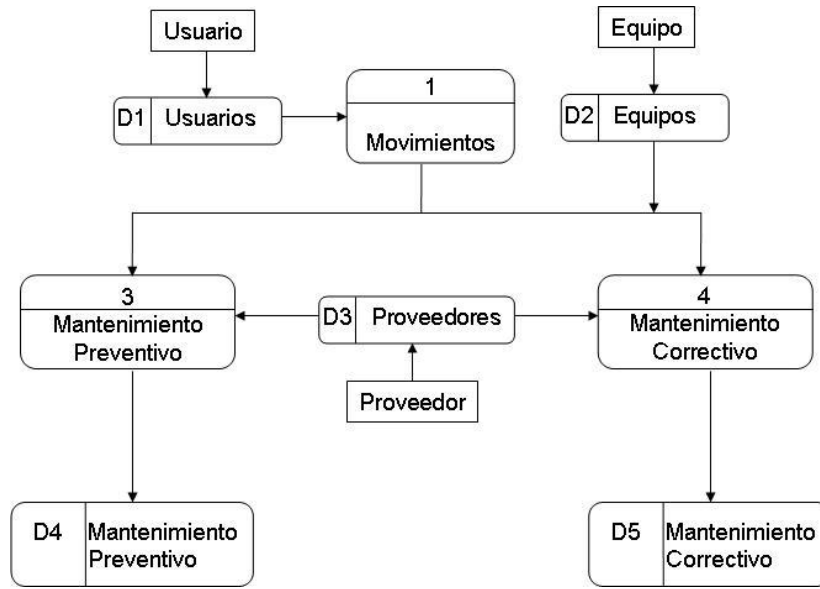 Usuario
Equipo
D1 Usuarios
1
Movimientos
D2 Equipos
3
Mantenimiento
Preventivo
D3 Proveedores
4
Mantenimiento
Correctivo
Proveedor
D4 Mantenimiento
Preventivo
D5 Mantenimiento
Correctivo